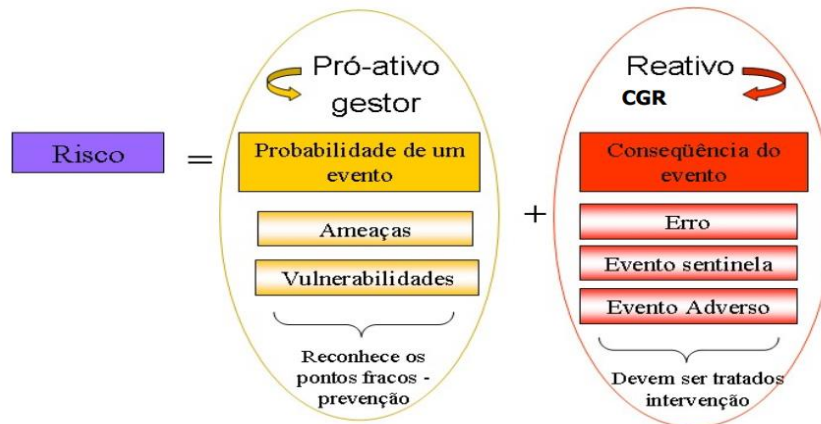 Risco
=
Pró-ativo
gestor
Probabilidade de um
evento
Ameaças
Vulnerabilidades
Reconhece os
pontos fracos -
prevenção
+
Reativo
CGR
Conseqüência do
evento
Erro
Evento sentinela
Evento Adverso
Devem ser tratados
intervenção